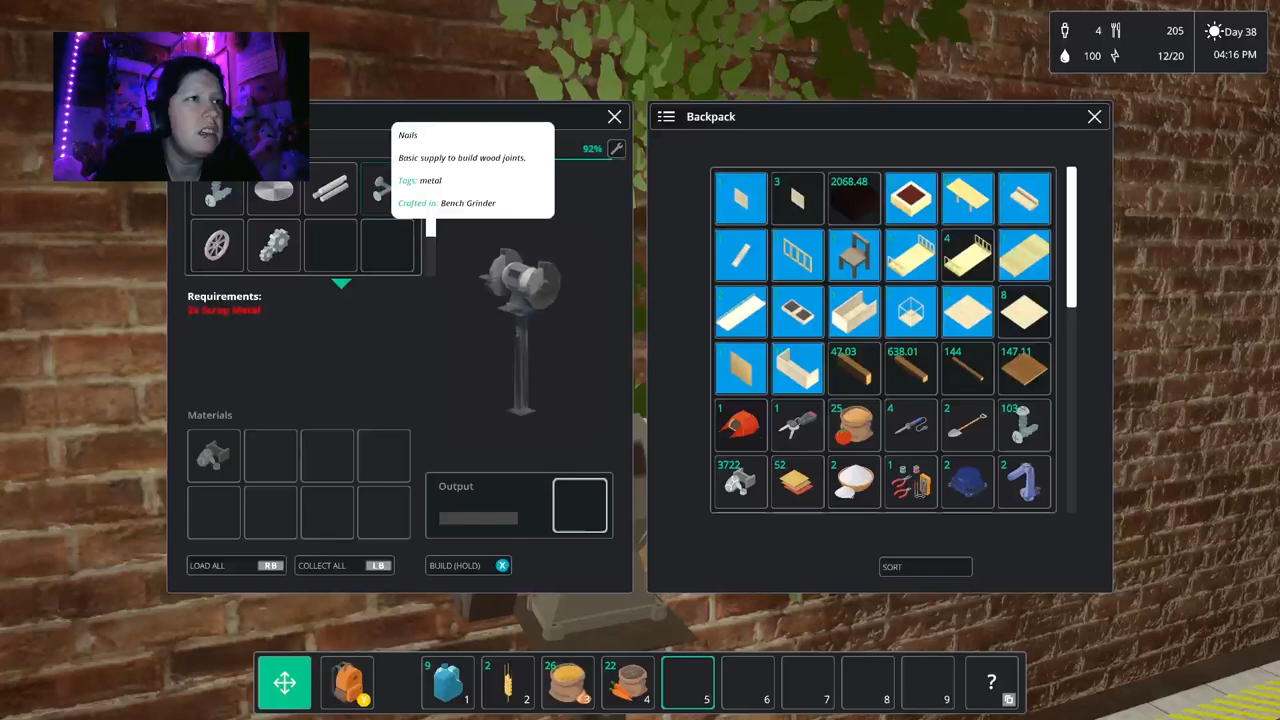 4 205
100 12/20
Day 38
04:16 PM
Nails
Basic supply to build wood joints.
Tags: metal
Crafted in: Bench Grinder
92%
Requirements:
2x Scrap Metal
Materials
Output
LOAD ALL RB
COLLECT ALL LB
BUILD (HOLD) X
Backpack
3 2068.48
4
8
47.03 638.01 144 147.11
1 1 25 4 2 103
3722 52 2 1 2 2
SORT
Y
9 1
2 2
26 3
22 4
5
6
7
8
9
?